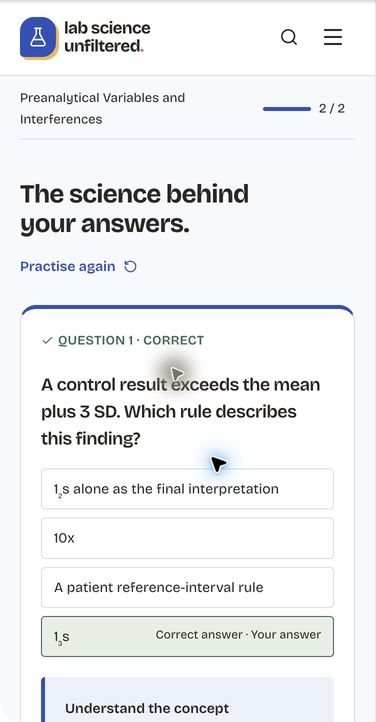 lab science
unfiltered.
Preanalytical Variables and
Interferences
2 / 2
The science behind
your answers.
Practise again
QUESTION 1 · CORRECT
A control result exceeds the mean
plus 3 SD. Which rule describes
this finding?
1₂s alone as the final interpretation
10x
A patient reference-interval rule
1₃s
Correct answer · Your answer
Understand the concept